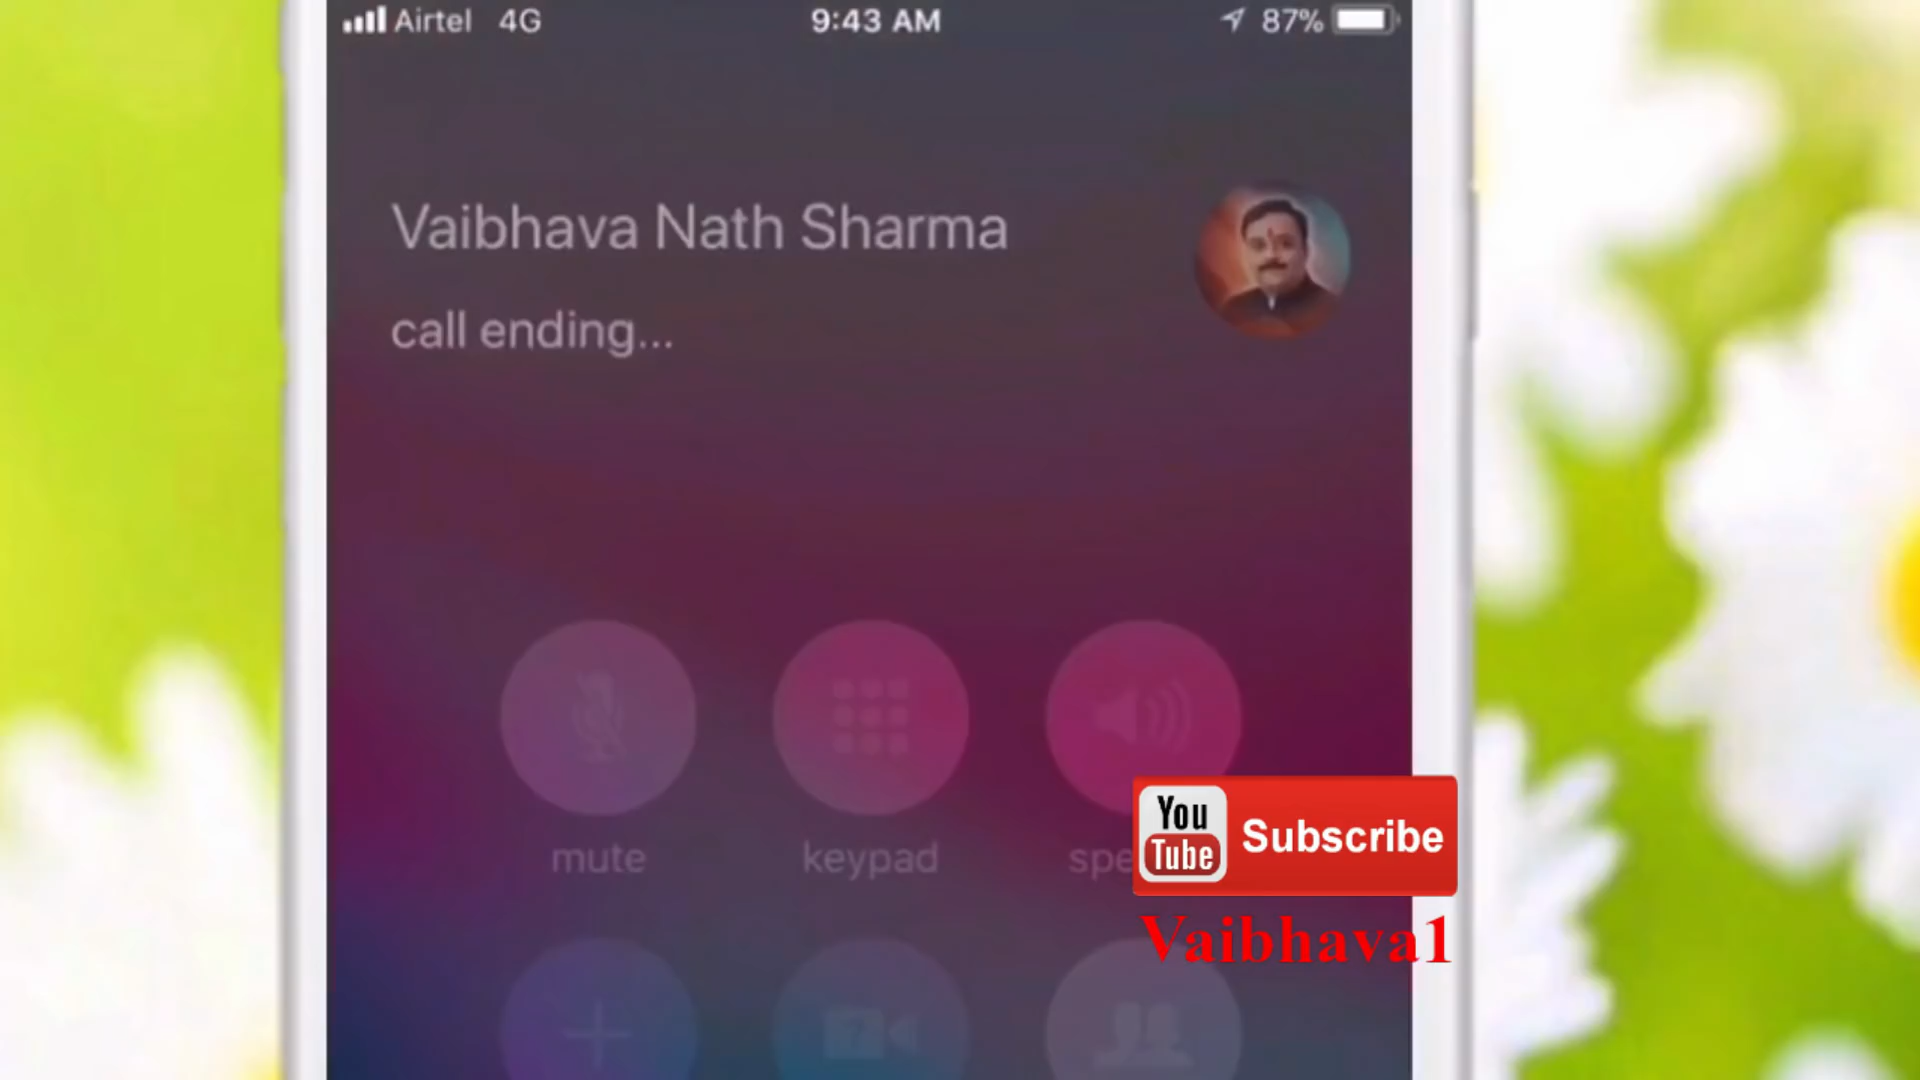 Airtel 4G 9:43 AM 87%
Vaibhava Nath Sharma
call ending...
mute keypad spe
You
Tube Subscribe
Vaibhava1